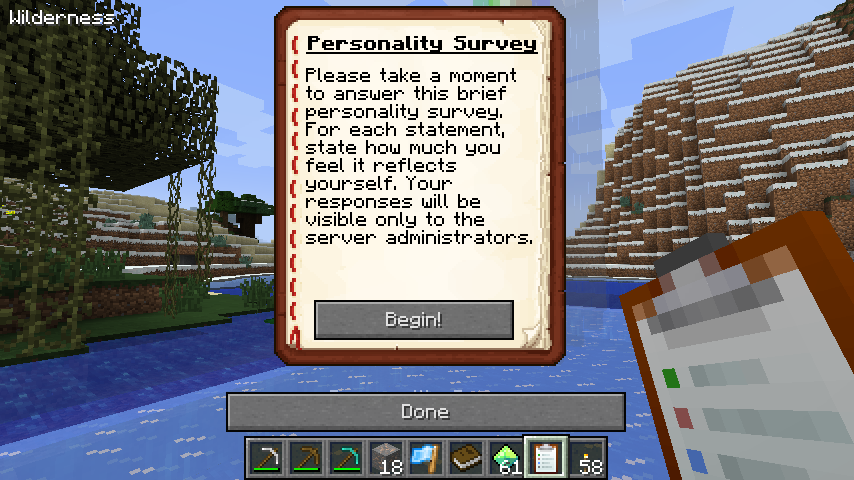 Wilderness
Personality Survey
Please take a moment
to answer this brief
personality survey.
For each statement,
state how much you
feel it reflects
yourself. Your
responses will be
visible only to the
server administrators.
Begin!
Done
18
61
58